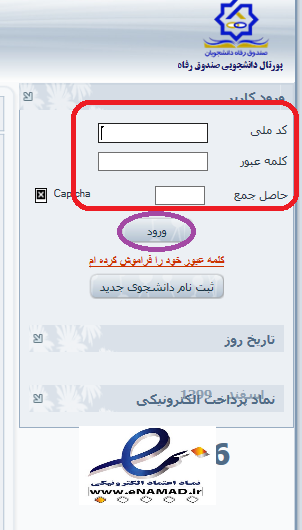 صندوق رفاه دانشجویان
پورتال دانشجویی صندوق رفاه
ورود کاربر
کد ملی
کلمه عبور
حاصل جمع
Captcha
ورود
کلمه عبور خود را فراموش کرده ام
ثبت نام دانشجوی جدید
تاریخ روز
اسفند 1399
نماد پرداخت الکترونیکی
6
نماد اعتماد الکترونیکی
www.eNAMAD.ir